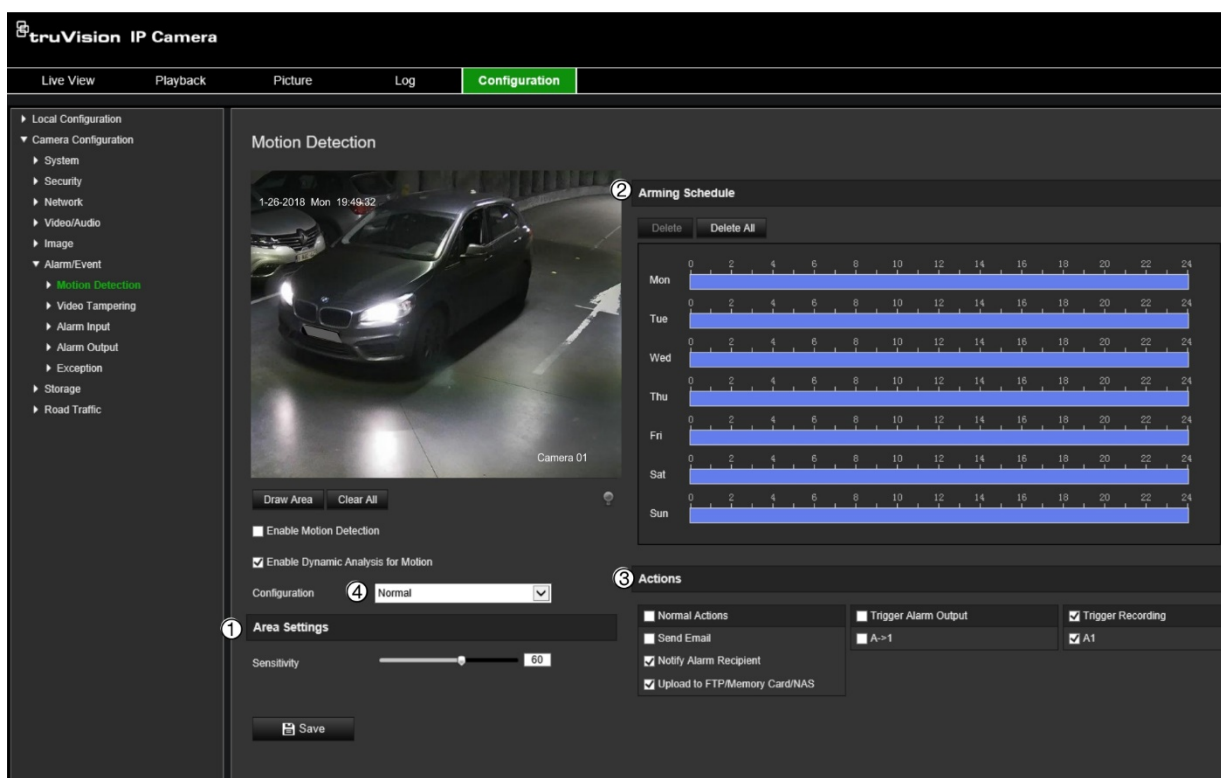 truVision IP Camera
Live View Playback Picture Log Configuration
Local Configuration
Camera Configuration
System
Security
Network
Video/Audio
Image
Alarm/Event
Motion Detection
Video Tampering
Alarm Input
Alarm Output
Exception
Storage
Road Traffic
Motion Detection
1-26-2018 Mon 19:49:32
Camera 01
Draw Area Clear All
Enable Motion Detection
Enable Dynamic Analysis for Motion
Configuration ④ Normal
① Area Settings
Sensitivity 60
Save
② Arming Schedule
Delete Delete All
0 2 4 6 8 10 12 14 16 18 20 22 24
Mon
0 2 4 6 8 10 12 14 16 18 20 22 24
Tue
0 2 4 6 8 10 12 14 16 18 20 22 24
Wed
0 2 4 6 8 10 12 14 16 18 20 22 24
Thu
0 2 4 6 8 10 12 14 16 18 20 22 24
Fri
0 2 4 6 8 10 12 14 16 18 20 22 24
Sat
0 2 4 6 8 10 12 14 16 18 20 22 24
Sun
③ Actions
Normal Actions Trigger Alarm Output Trigger Recording
Send Email A->1 A1
Notify Alarm Recipient
Upload to FTP/Memory Card/NAS